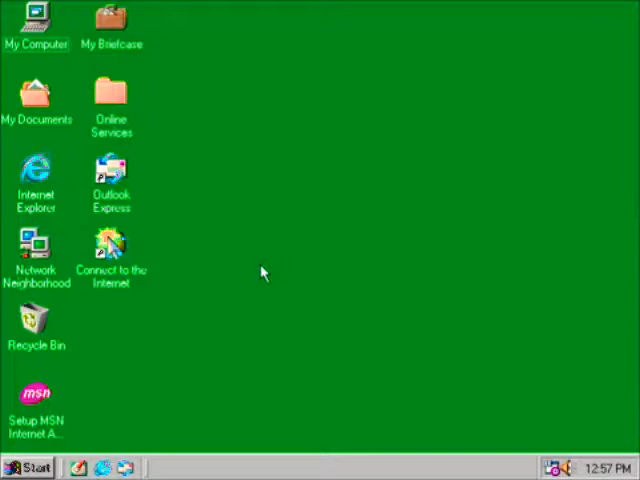 My Computer
My Briefcase
My Documents
Online
Services
Internet
Explorer
Outlook
Express
Network
Neighborhood
Connect to the
Internet
Recycle Bin
msn
Setup MSN
Internet A...
Start
12:57 PM